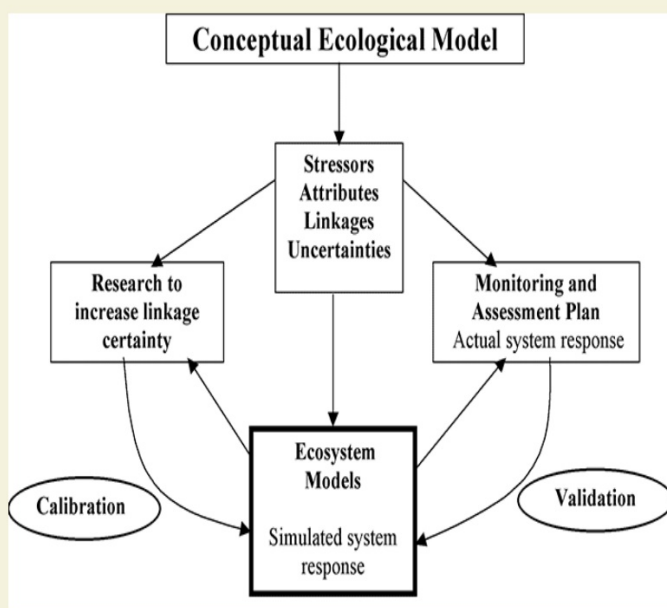 Conceptual Ecological Model
Stressors
Attributes
Linkages
Uncertainties
Research to
increase linkage
certainty
Monitoring and
Assessment Plan
Actual system response
Ecosystem
Models
Simulated system
response
Calibration
Validation